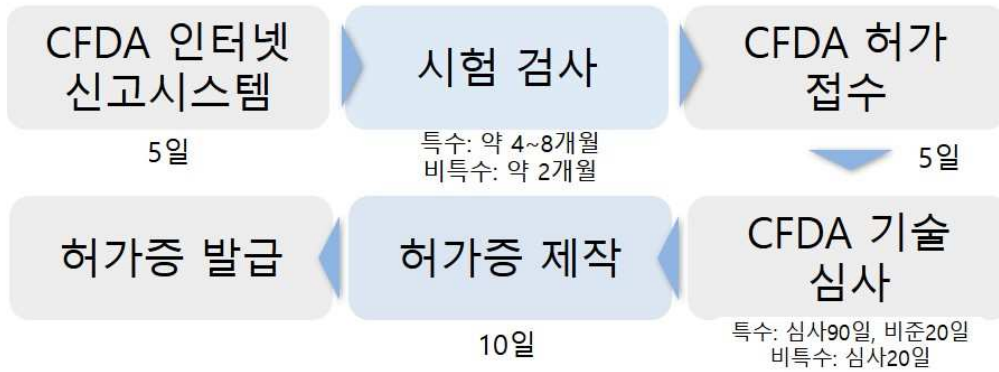 CFDA 인터넷
신고시스템
5일
시험 검사
특수: 약 4~8개월
비특수: 약 2개월
CFDA 허가
접수
5일
CFDA 기술
심사
특수: 심사90일, 비준20일
비특수: 심사20일
허가증 제작
10일
허가증 발급